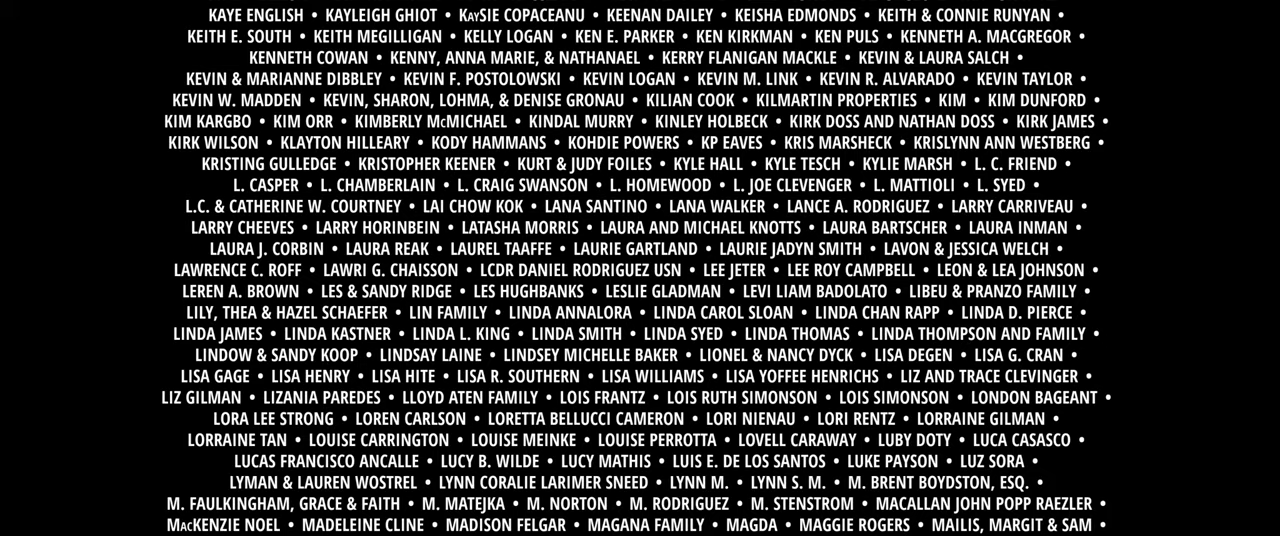 KAYE ENGLISH • KAYLEIGH GHIOT • KAYSIE COPACEANU • KEENAN DAILEY • KEISHA EDMONDS • KEITH & CONNIE RUNYAN •
KEITH E. SOUTH • KEITH MEGILLIGAN • KELLY LOGAN • KEN E. PARKER • KEN KIRKMAN • KEN PULS • KENNETH A. MACGREGOR •
KENNETH COWAN • KENNY, ANNA MARIE, & NATHANAEL • KERRY FLANIGAN MACKLE • KEVIN & LAURA SALCH •
KEVIN & MARIANNE DIBBLEY • KEVIN F. POSTOLOWSKI • KEVIN LOGAN • KEVIN M. LINK • KEVIN R. ALVARADO • KEVIN TAYLOR •
KEVIN W. MADDEN • KEVIN, SHARON, LOHMA, & DENISE GRONAU • KILIAN COOK • KILMARTIN PROPERTIES • KIM • KIM DUNFORD •
KIM KARGBO • KIM ORR • KIMBERLY McMICHAEL • KINDAL MURRY • KINLEY HOLBECK • KIRK DOSS AND NATHAN DOSS • KIRK JAMES •
KIRK WILSON • KLAYTON HILLEARY • KODY HAMMANS • KOHDIE POWERS • KP EAVES • KRIS MARSHECK • KRISLYNN ANN WESTBERG •
KRISTING GULLEDGE • KRISTOPHER KEENER • KURT & JUDY FOILES • KYLE HALL • KYLE TESCH • KYLIE MARSH • L. C. FRIEND •
L. CASPER • L. CHAMBERLAIN • L. CRAIG SWANSON • L. HOMEWOOD • L. JOE CLEVENGER • L. MATTIOLI • L. SYED •
L.C. & CATHERINE W. COURTNEY • LAI CHOW KOK • LANA SANTINO • LANA WALKER • LANCE A. RODRIGUEZ • LARRY CARRIVEAU •
LARRY CHEEVES • LARRY HORINBEIN • LATASHA MORRIS • LAURA AND MICHAEL KNOTTS • LAURA BARTSCHER • LAURA INMAN •
LAURA J. CORBIN • LAURA REAK • LAUREL TAAFFE • LAURIE GARTLAND • LAURIE JADYN SMITH • LAVON & JESSICA WELCH •
LAWRENCE C. ROFF • LAWRI G. CHAISSON • LCDR DANIEL RODRIGUEZ USN • LEE JETER • LEE ROY CAMPBELL • LEON & LEA JOHNSON •
LEREN A. BROWN • LES & SANDY RIDGE • LES HUGHBANKS • LESLIE GLADMAN • LEVI LIAM BADOLATO • LIBEU & PRANZO FAMILY •
LILY, THEA & HAZEL SCHAEFER • LIN FAMILY • LINDA ANNALORA • LINDA CAROL SLOAN • LINDA CHAN RAPP • LINDA D. PIERCE •
LINDA JAMES • LINDA KASTNER • LINDA L. KING • LINDA SMITH • LINDA SYED • LINDA THOMAS • LINDA THOMPSON AND FAMILY •
LINDOW & SANDY KOOP • LINDSAY LAINE • LINDSEY MICHELLE BAKER • LIONEL & NANCY DYCK • LISA DEGEN • LISA G. CRAN •
LISA GAGE • LISA HENRY • LISA HITE • LISA R. SOUTHERN • LISA WILLIAMS • LISA YOFFEE HENRICHS • LIZ AND TRACE CLEVINGER •
LIZ GILMAN • LIZANIA PAREDES • LLOYD ATEN FAMILY • LOIS FRANTZ • LOIS RUTH SIMONSON • LOIS SIMONSON • LONDON BAGEANT •
LORA LEE STRONG • LOREN CARLSON • LORETTA BELLUCCI CAMERON • LORI NIENAU • LORI RENTZ • LORRAINE GILMAN •
LORRAINE TAN • LOUISE CARRINGTON • LOUISE MEINKE • LOUISE PERROTTA • LOVELL CARAWAY • LUBY DOTY • LUCA CASASCO •
LUCAS FRANCISCO ANCALLE • LUCY B. WILDE • LUCY MATHIS • LUIS E. DE LOS SANTOS • LUKE PAYSON • LUZ SORA •
LYMAN & LAUREN WOSTREL • LYNN CORALIE LARIMER SNEED • LYNN M. • LYNN S. M. • M. BRENT BOYDSTON, ESQ. •
M. FAULKINGHAM, GRACE & FAITH • M. MATEJKA • M. NORTON • M. RODRIGUEZ • M. STENSTROM • MACALLAN JOHN POPP RAEZLER •
MACKENZIE NOEL • MADELEINE CLINE • MADISON FELGAR • MAGANA FAMILY • MAGDA • MAGGIE ROGERS • MAILIS, MARGIT & SAM •